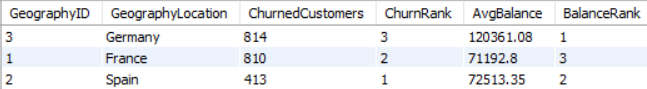 GeographyID GeographyLocation ChurnedCustomers ChurnRank AvgBalance BalanceRank
3 Germany 814 3 120361.08 1
1 France 810 2 71192.8 3
2 Spain 413 1 72513.35 2